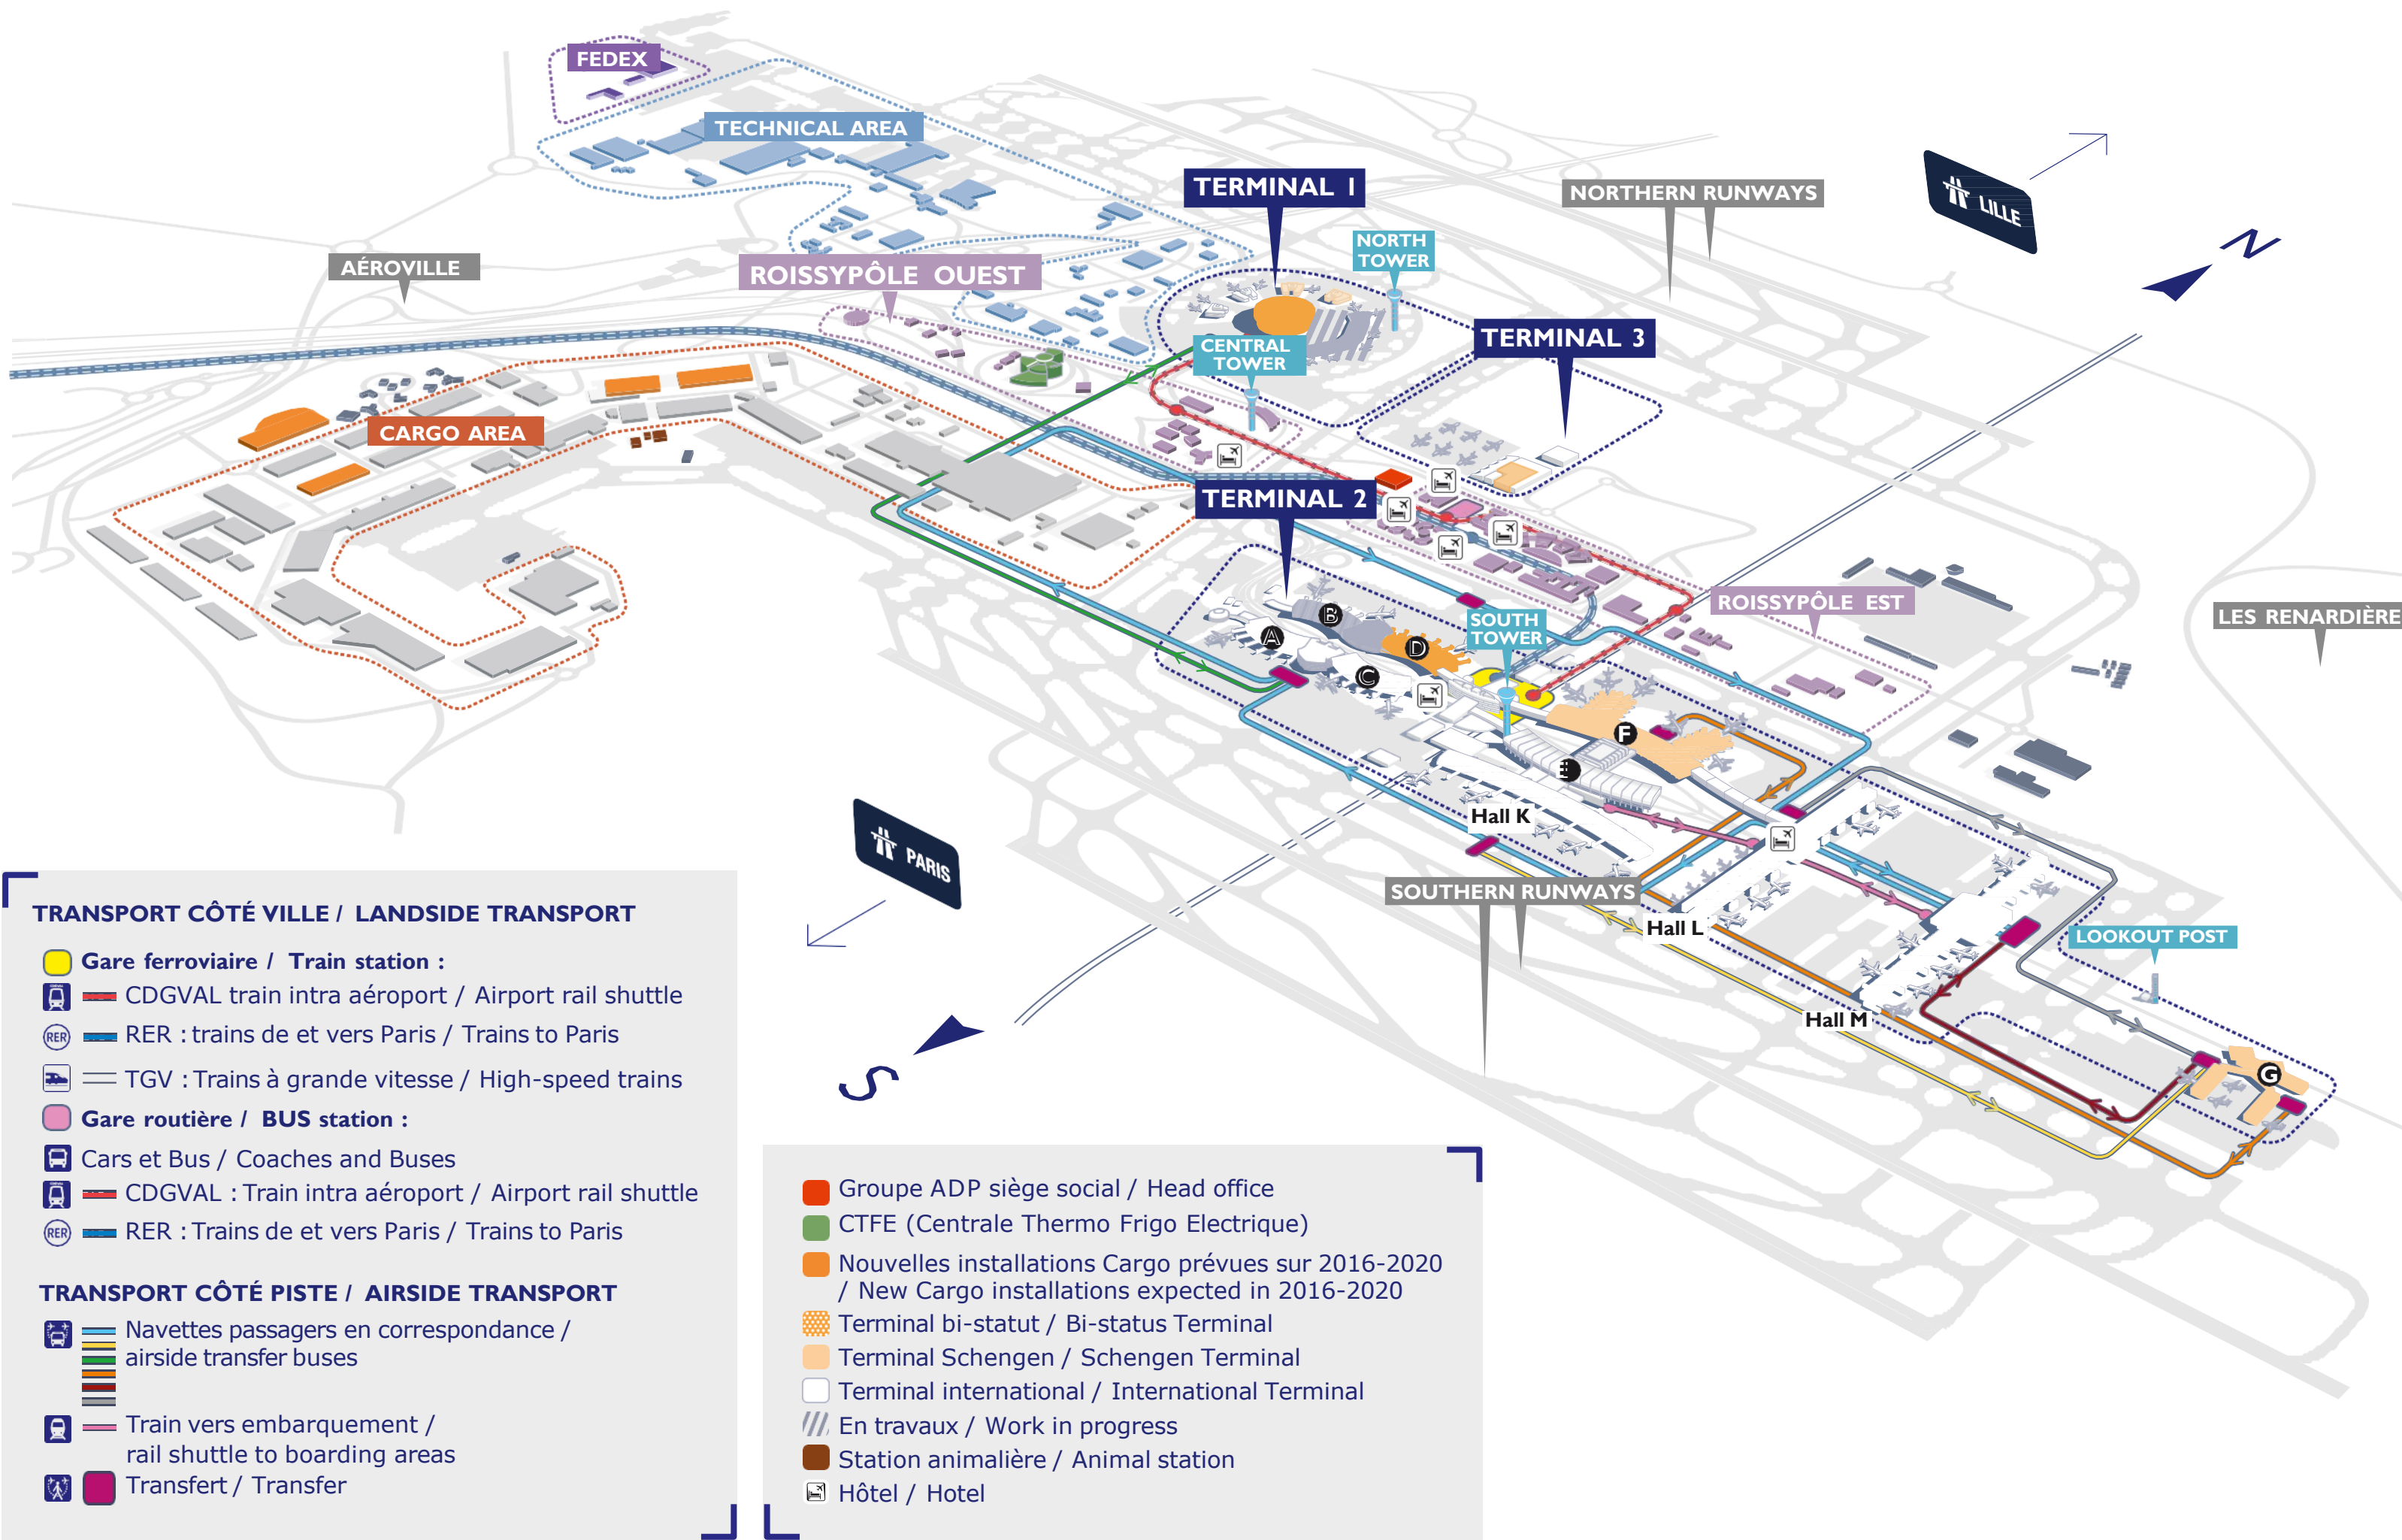 FEDEX
TECHNICAL AREA
TERMINAL 1
NORTHERN RUNWAYS
LILLE
N
NORTH
TOWER
AÉROVILLE
ROISSYPÔLE OUEST
TERMINAL 3
CENTRAL
TOWER
CARGO AREA
TERMINAL 2
ROISSYPÔLE EST
LES RENARDIÈRE
SOUTH
TOWER
A
B
C
D
E
F
Hall K
PARIS
SOUTHERN RUNWAYS
Hall L
LOOKOUT POST
Hall M
G
S
TRANSPORT CÔTÉ VILLE / LANDSIDE TRANSPORT
Gare ferroviaire / Train station :
CDGVAL train intra aéroport / Airport rail shuttle
RER RER : trains de et vers Paris / Trains to Paris
TGV : Trains à grande vitesse / High-speed trains
Gare routière / BUS station :
Cars et Bus / Coaches and Buses
CDGVAL : Train intra aéroport / Airport rail shuttle
RER RER : Trains de et vers Paris / Trains to Paris
TRANSPORT CÔTÉ PISTE / AIRSIDE TRANSPORT
Navettes passagers en correspondance /
airside transfer buses
Train vers embarquement /
rail shuttle to boarding areas
Transfert / Transfer
Groupe ADP siège social / Head office
CTFE (Centrale Thermo Frigo Electrique)
Nouvelles installations Cargo prévues sur 2016-2020
/ New Cargo installations expected in 2016-2020
Terminal bi-statut / Bi-status Terminal
Terminal Schengen / Schengen Terminal
Terminal international / International Terminal
En travaux / Work in progress
Station animalière / Animal station
Hôtel / Hotel